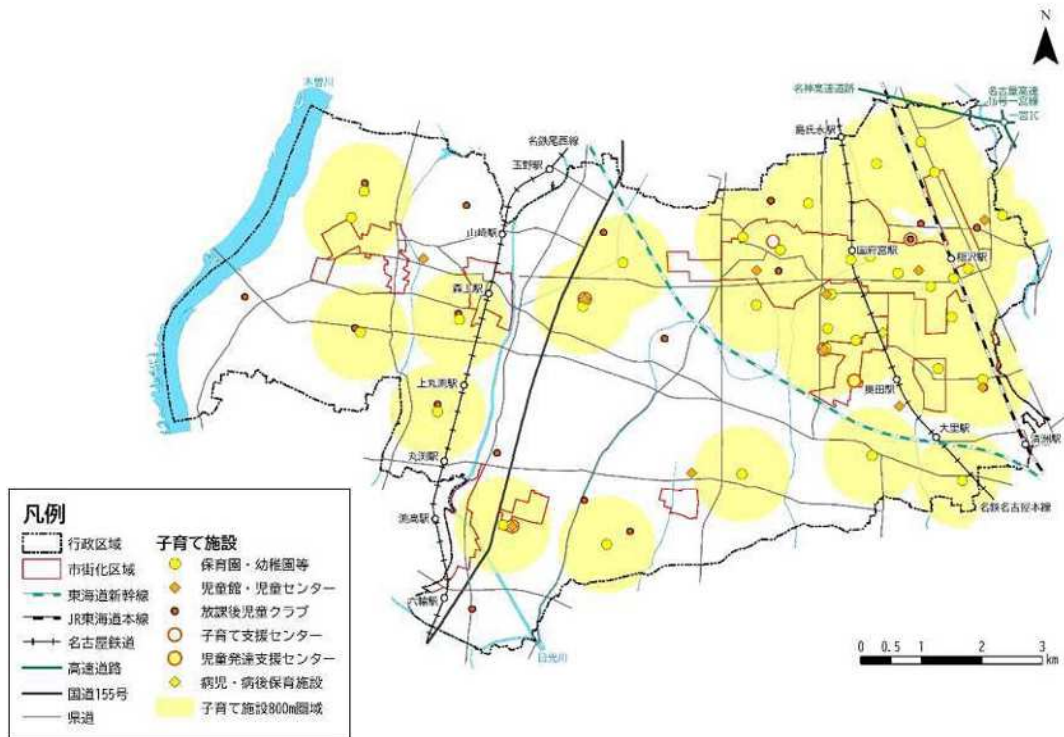 N
木曽川
名神高速道路
名古屋高速
16号一宮線
一宮IC
島氏永駅
名鉄尾西線
玉野駅
山崎駅
国府宮駅
稲沢駅
森上駅
上丸渕駅
奥田駅
大里駅
清洲駅
丸渕駅
渕高駅
名鉄名古屋本線
六輪駅
日光川
凡例
行政区域
市街化区域
東海道新幹線
JR東海道本線
名古屋鉄道
高速道路
国道155号
県道
子育て施設
保育園・幼稚園等
児童館・児童センター
放課後児童クラブ
子育て支援センター
児童発達支援センター
病児・病後保育施設
子育て施設800m圏域
0 0.5 1 2 3
km